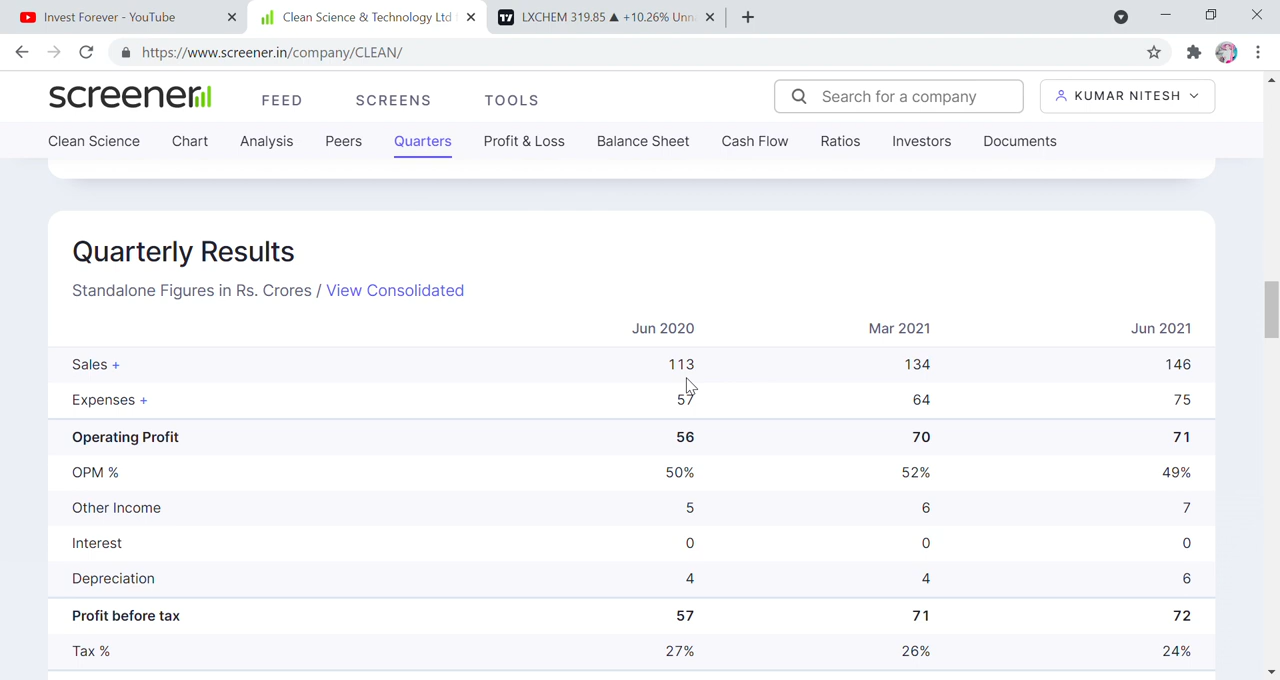 Invest Forever - YouTube
Clean Science & Technology Ltd
LXCHEM 319.85 ▲ +10.26% Unna
https://www.screener.in/company/CLEAN/
screener
FEED SCREENS TOOLS
Search for a company
KUMAR NITESH
Clean Science Chart Analysis Peers Quarters Profit & Loss Balance Sheet Cash Flow Ratios Investors Documents
Quarterly Results
Standalone Figures in Rs. Crores / View Consolidated
Jun 2020 Mar 2021 Jun 2021
Sales + 113 134 146
Expenses + 57 64 75
Operating Profit 56 70 71
OPM % 50% 52% 49%
Other Income 5 6 7
Interest 0 0 0
Depreciation 4 4 6
Profit before tax 57 71 72
Tax % 27% 26% 24%